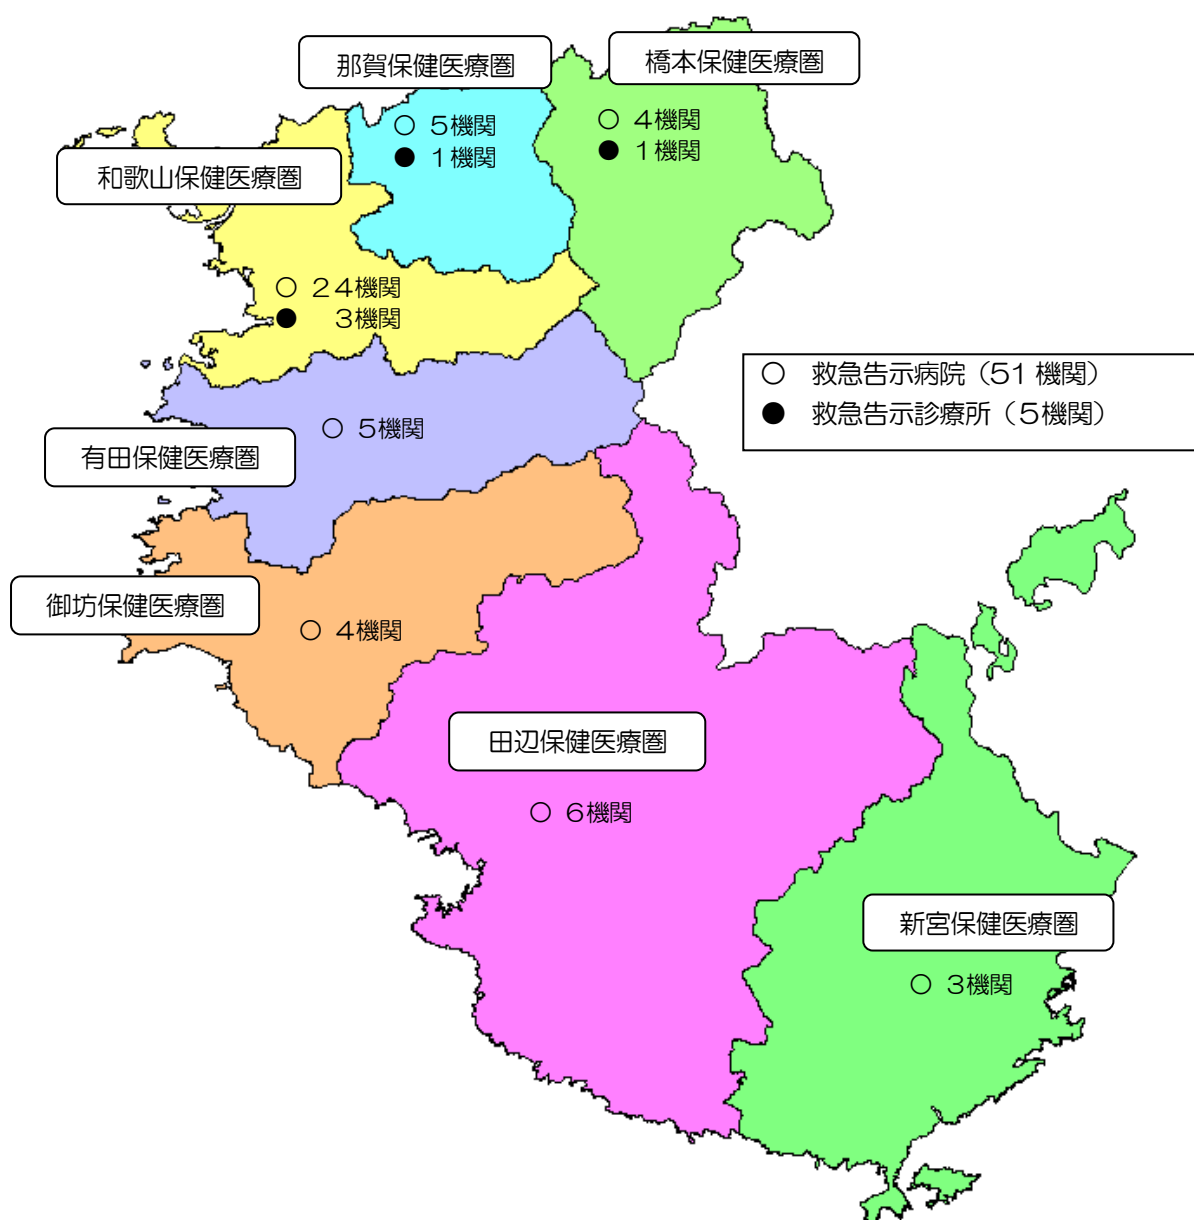 那賀保健医療圏
橋本保健医療圏
○ 5機関
● 1機関
○ 4機関
● 1機関
和歌山保健医療圏
○ 24機関
● 3機関
○ 救急告示病院（51 機関）
● 救急告示診療所（5機関）
○ 5機関
有田保健医療圏
御坊保健医療圏
○ 4機関
田辺保健医療圏
○ 6機関
新宮保健医療圏
○ 3機関